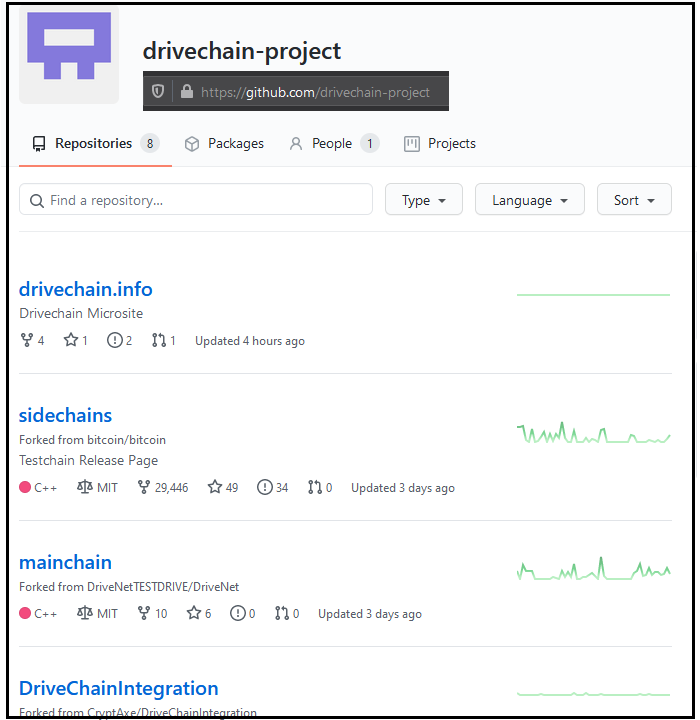 drivechain-project
https://github.com/drivechain-project
Repositories 8 Packages People 1 Projects
Find a repository... Type Language Sort
drivechain.info
Drivechain Microsite
4 1 2 1 Updated 4 hours ago
sidechains
Forked from bitcoin/bitcoin
Testchain Release Page
C++ MIT 29,446 49 34 0 Updated 3 days ago
mainchain
Forked from DriveNetTESTDRIVE/DriveNet
C++ MIT 10 6 0 0 Updated 3 days ago
DriveChainIntegration
Forked from CryptAxe/DriveChainIntegration